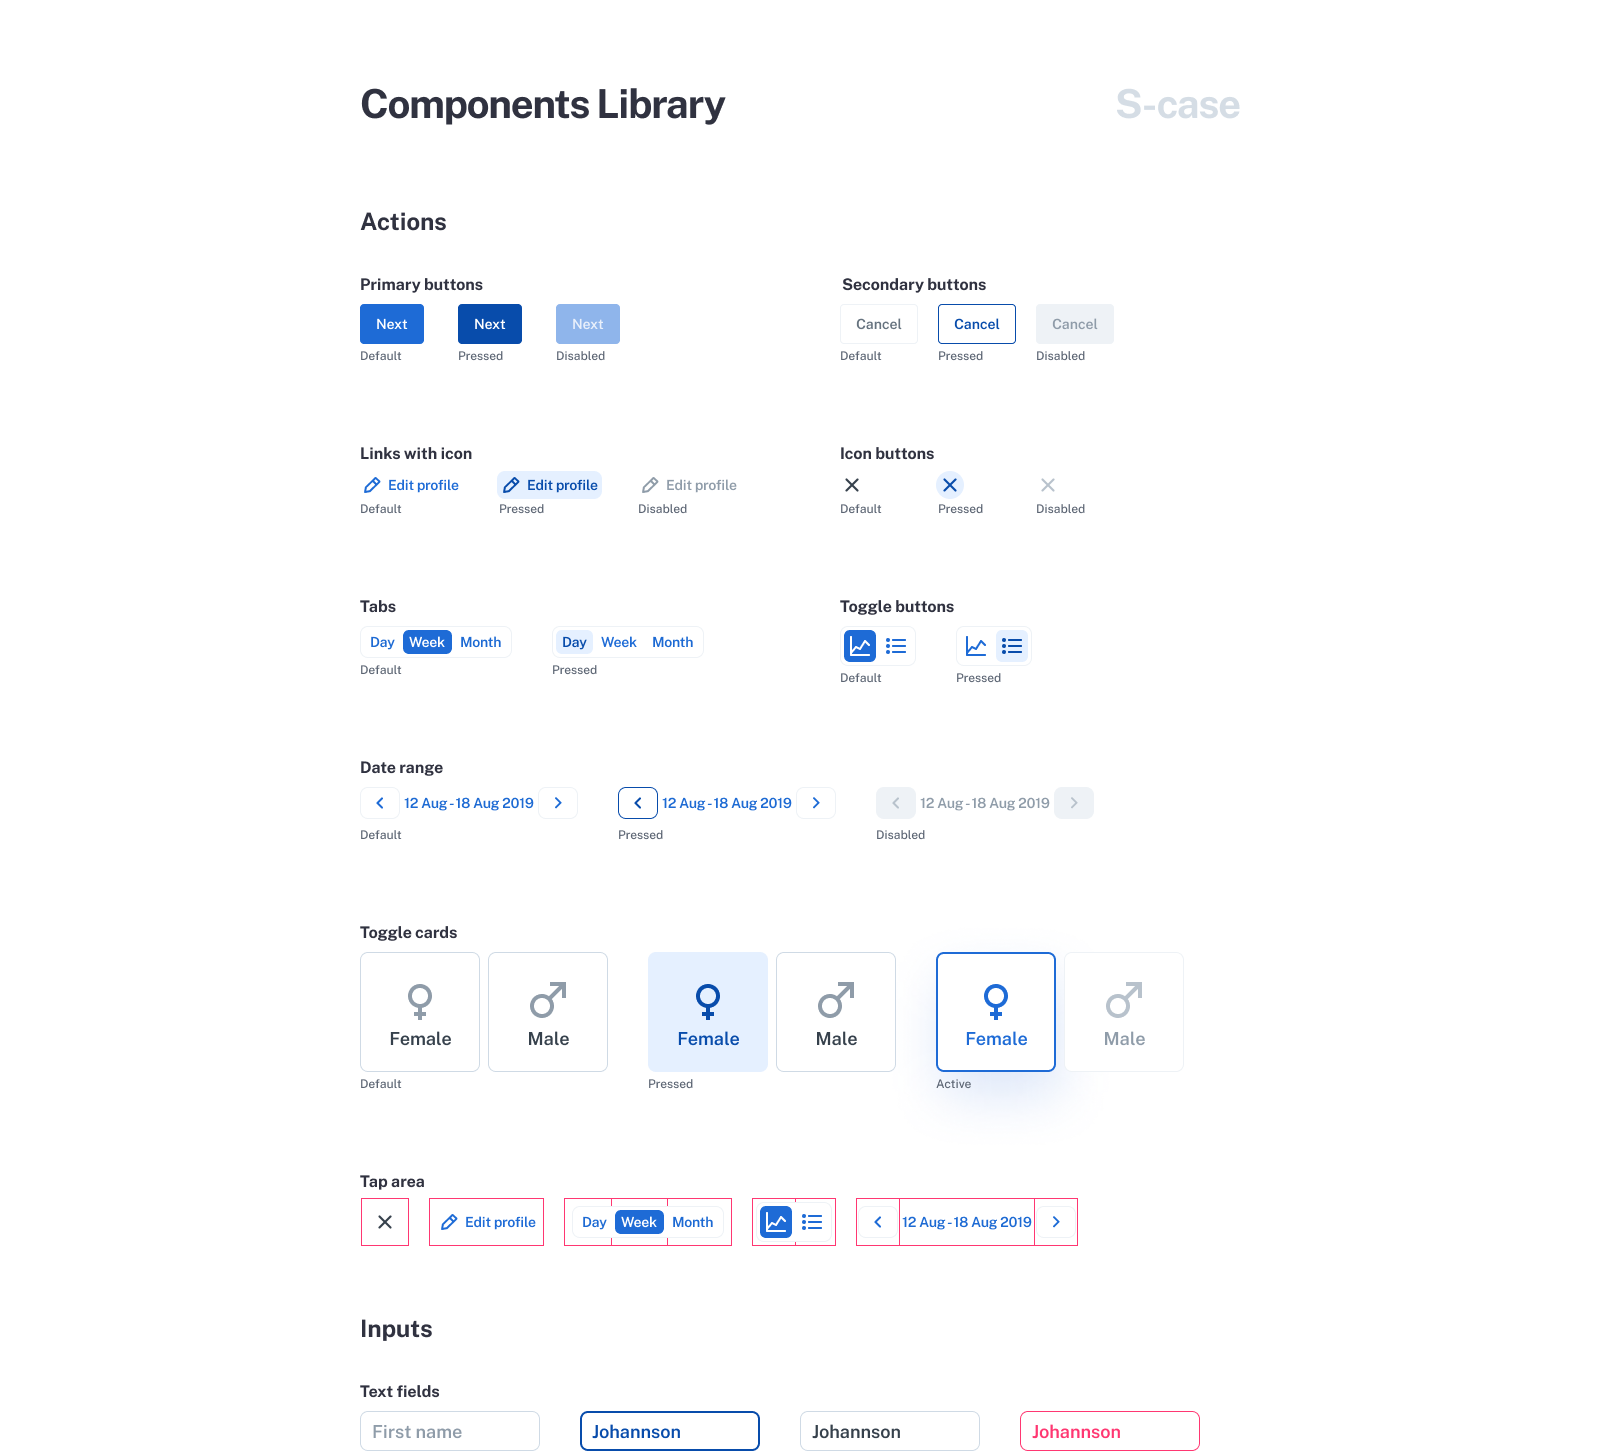 Components Library
S-case
Actions
Primary buttons
Secondary buttons
Next
Next
Next
Cancel
Cancel
Cancel
Default
Pressed
Disabled
Default
Pressed
Disabled
Links with icon
Icon buttons
Edit profile
Edit profile
Edit profile
Default
Pressed
Disabled
Default
Pressed
Disabled
Tabs
Toggle buttons
Day Week Month
Day Week Month
Default
Pressed
Default
Pressed
Date range
12 Aug - 18 Aug 2019
12 Aug - 18 Aug 2019
12 Aug - 18 Aug 2019
Default
Pressed
Disabled
Toggle cards
Female
Male
Female
Male
Female
Male
Default
Pressed
Active
Tap area
Edit profile
Day Week Month
12 Aug - 18 Aug 2019
Inputs
Text fields
First name
Johannson
Johannson
Johannson